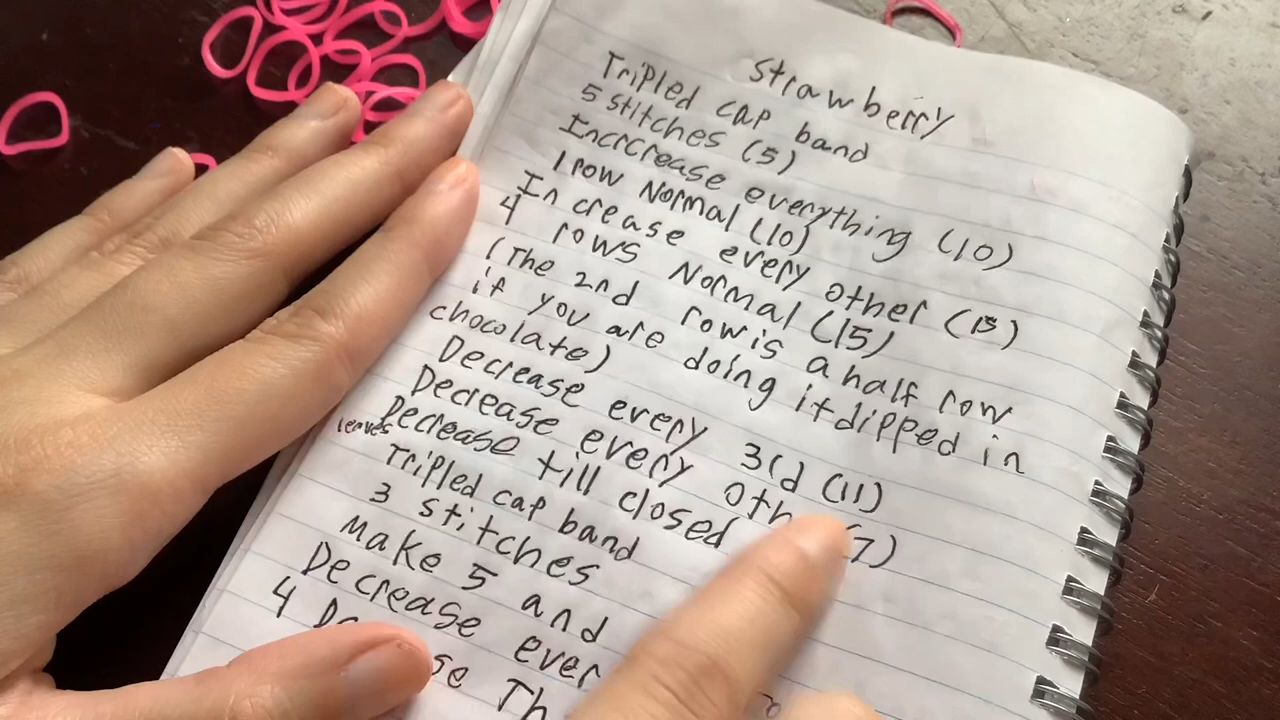 strawberry
Tripled cap band
5 stitches (5)
Incrcrease everything (10)
1 row Normal (10)
Increase every other (15)
4 rows Normal (15)
(The 2nd row is a half row
if you are doing it dipped in
chocolate)
Decrease every 3rd (11)
Decrease every (7)
Decrease till closed
leaves
Tripled cap band
3 stitches
Make 5 and
Decrease
4